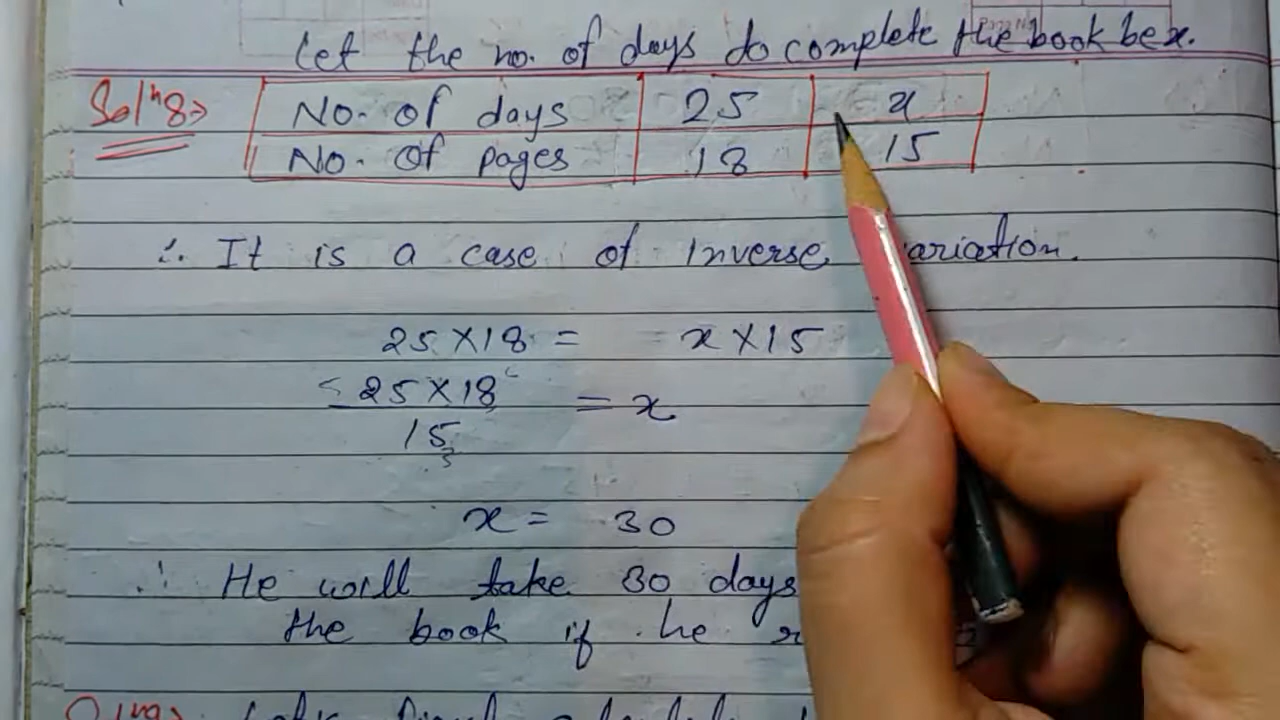 Let the no. of days to complete the book be x.
Solⁿ8⇒
No. of days 25 x
No. of pages 18 15
∴ It is a case of inverse ariation.
25×18 = x×15
25×18 = x
15
x = 30
∴ He will take 30 days
the book if he